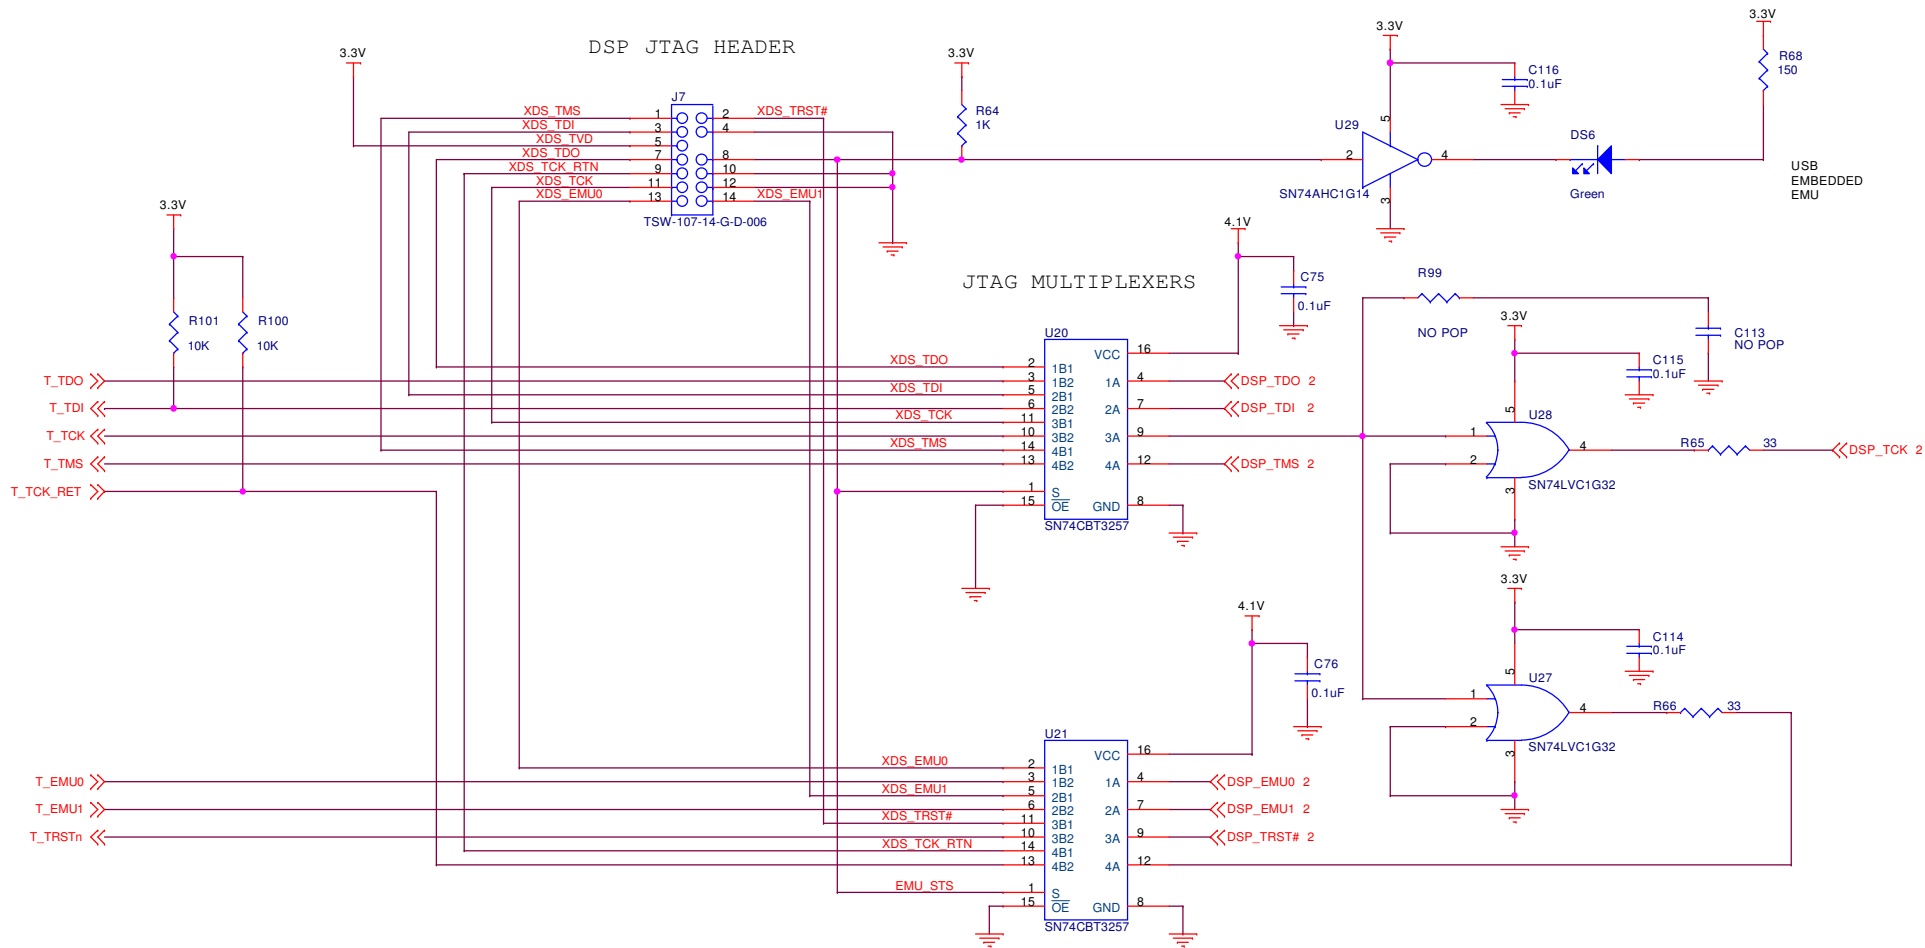 DSP JTAG HEADER
3.3V
J7
XDS_TMS
1
2
XDS_TRST#
XDS_TDI
3
4
XDS_TVD
5
XDS_TDO
7
8
XDS_TCK_RTN
9
10
XDS_TCK
11
12
XDS_EMU0
13
14
XDS_EMU1
TSW-107-14-G-D-006
3.3V
R64
1K
3.3V
C116
0.1uF
5
U29
2
4
SN74AHC1G14
3
DS6
Green
3.3V
R68
150
USB
EMBEDDED
EMU
3.3V
R101
10K
R100
10K
JTAG MULTIPLEXERS
4.1V
C75
0.1uF
T_TDO
T_TDI
T_TCK
T_TMS
T_TCK_RET
XDS_TDO
XDS_TDI
XDS_TCK
XDS_TMS
U20
2
1B1
3
1B2
5
2B1
6
2B2
11
3B1
10
3B2
14
4B1
13
4B2
1
S
15
OE
VCC
16
1A
4
DSP_TDO 2
2A
7
DSP_TDI 2
3A
9
4A
12
DSP_TMS 2
GND
8
SN74CBT3257
R99
NO POP
C113
NO POP
3.3V
C115
0.1uF
5
U28
1
2
4
3
SN74LVC1G32
R65
33
DSP_TCK 2
3.3V
C114
0.1uF
5
U27
1
2
4
3
SN74LVC1G32
R66
33
4.1V
C76
0.1uF
T_EMU0
T_EMU1
T_TRSTn
XDS_EMU0
XDS_EMU1
XDS_TRST#
XDS_TCK_RTN
EMU_STS
U21
2
1B1
3
1B2
5
2B1
6
2B2
11
3B1
10
3B2
14
4B1
13
4B2
1
S
15
OE
VCC
16
1A
4
DSP_EMU0 2
2A
7
DSP_EMU1 2
3A
9
DSP_TRST# 2
4A
12
GND
8
SN74CBT3257